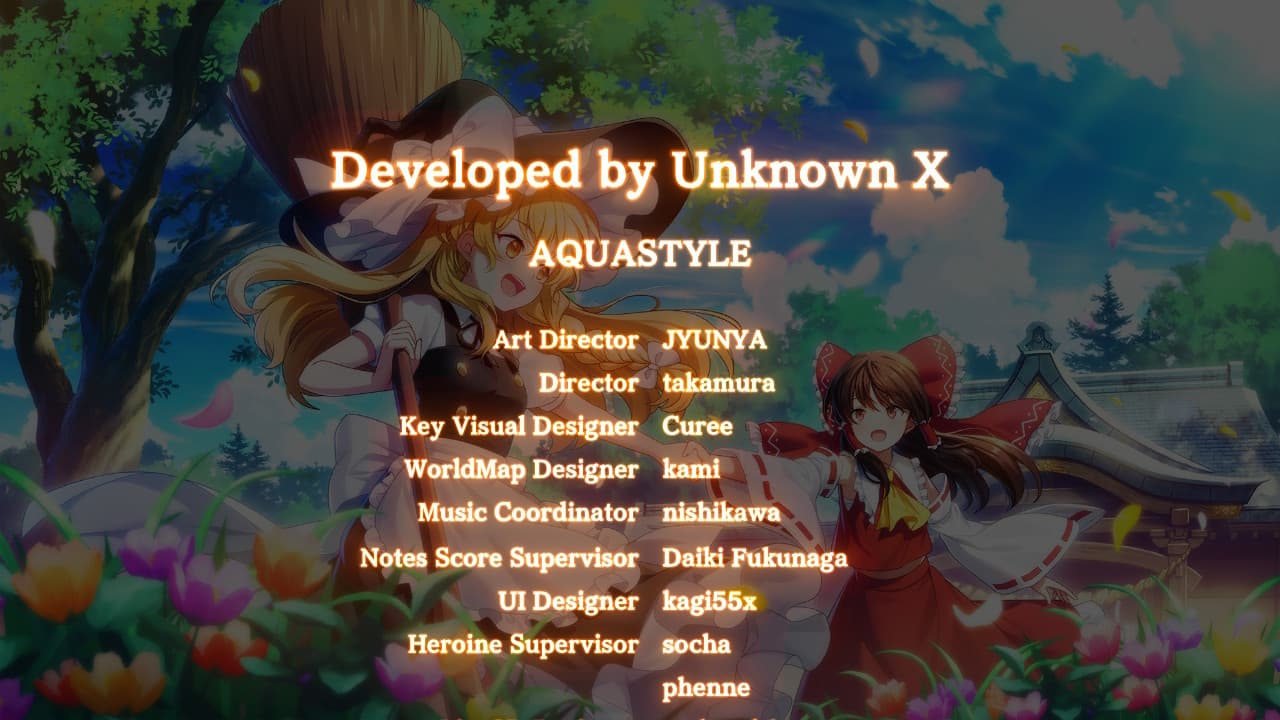 Developed by Unknown X
AQUASTYLE
Art Director JYUNYA
Director takamura
Key Visual Designer Curee
WorldMap Designer kami
Music Coordinator nishikawa
Notes Score Supervisor Daiki Fukunaga
UI Designer kagi55x
Heroine Supervisor socha
phenne